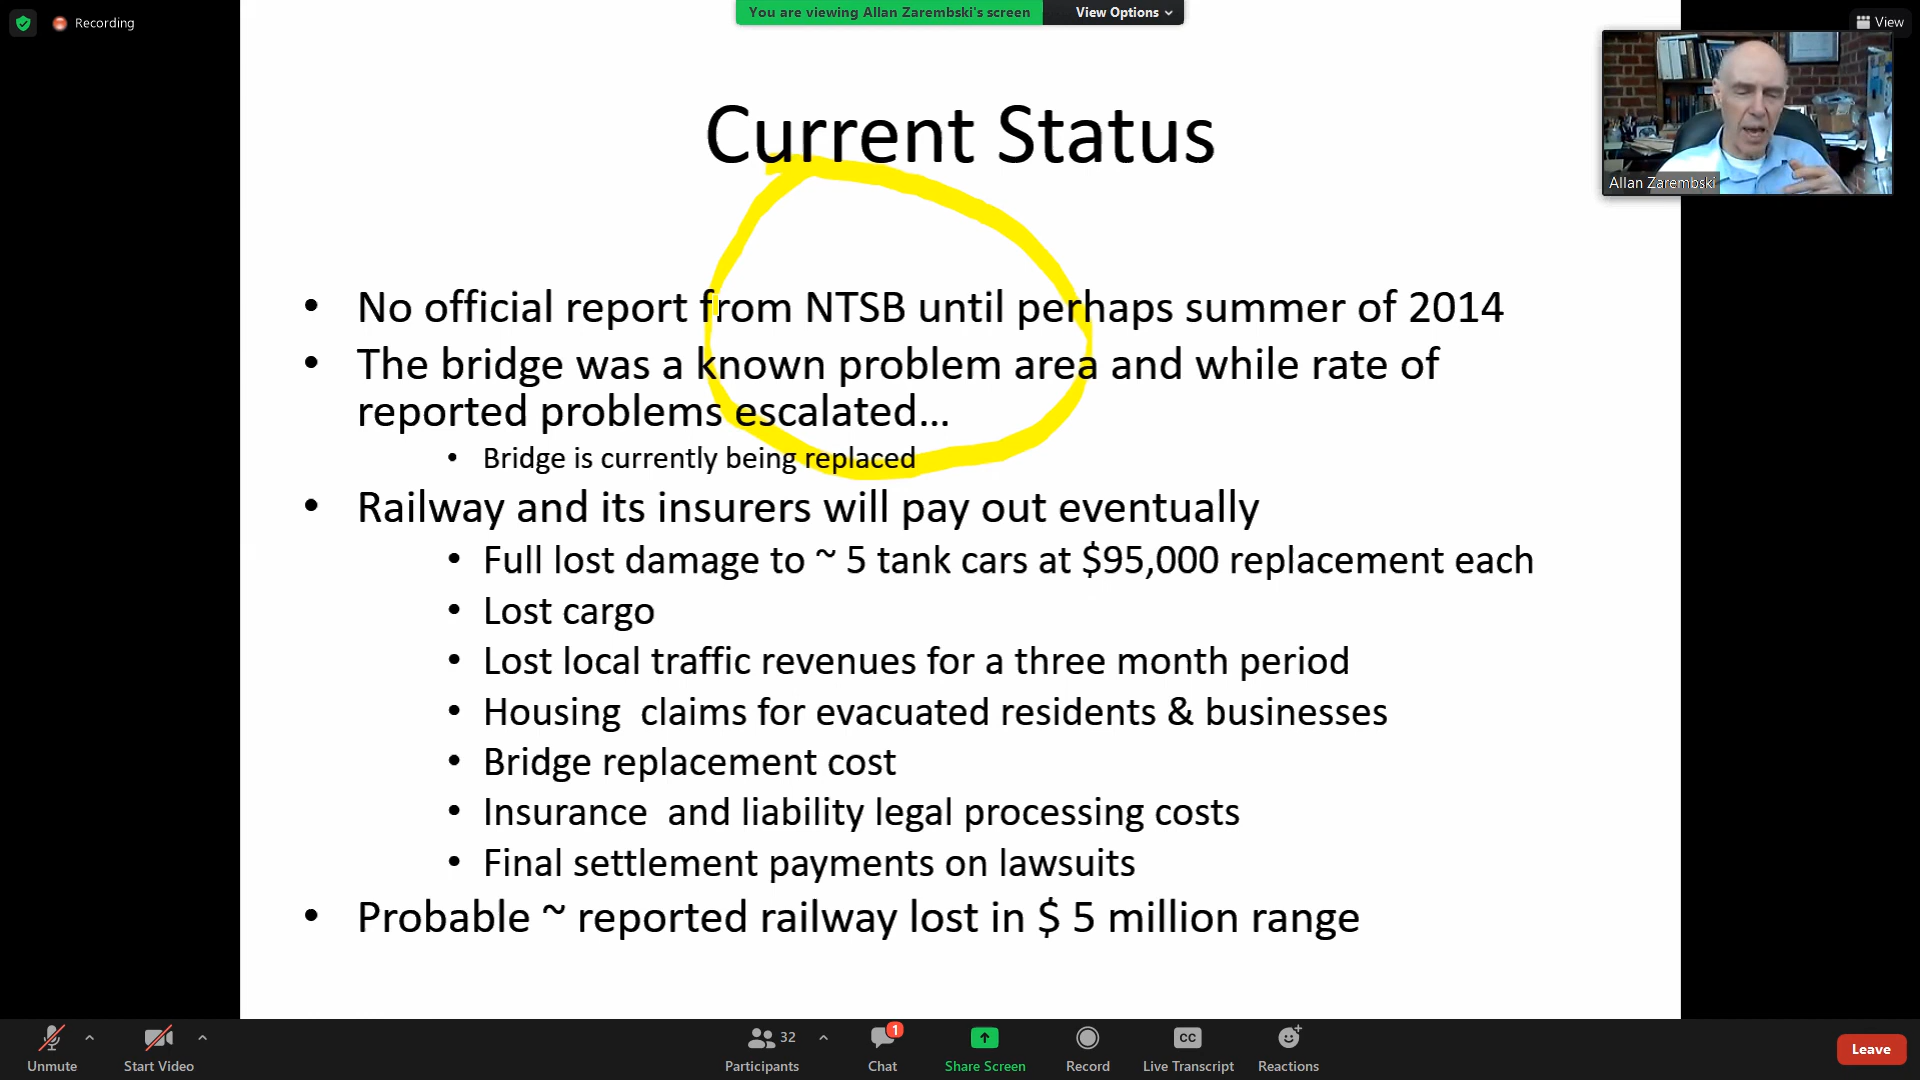 Recording
You are viewing Allan Zarembski's screen
View Options
View
Allan Zarembski
Current Status
• No official report from NTSB until perhaps summer of 2014
• The bridge was a known problem area and while rate of
reported problems escalated...
• Bridge is currently being replaced
• Railway and its insurers will pay out eventually
• Full lost damage to ~ 5 tank cars at $95,000 replacement each
• Lost cargo
• Lost local traffic revenues for a three month period
• Housing  claims for evacuated residents & businesses
• Bridge replacement cost
• Insurance  and liability legal processing costs
• Final settlement payments on lawsuits
• Probable ~ reported railway lost in $ 5 million range
Unmute
Start Video
32
Participants
1
Chat
Share Screen
Record
CC
Live Transcript
Reactions
Leave